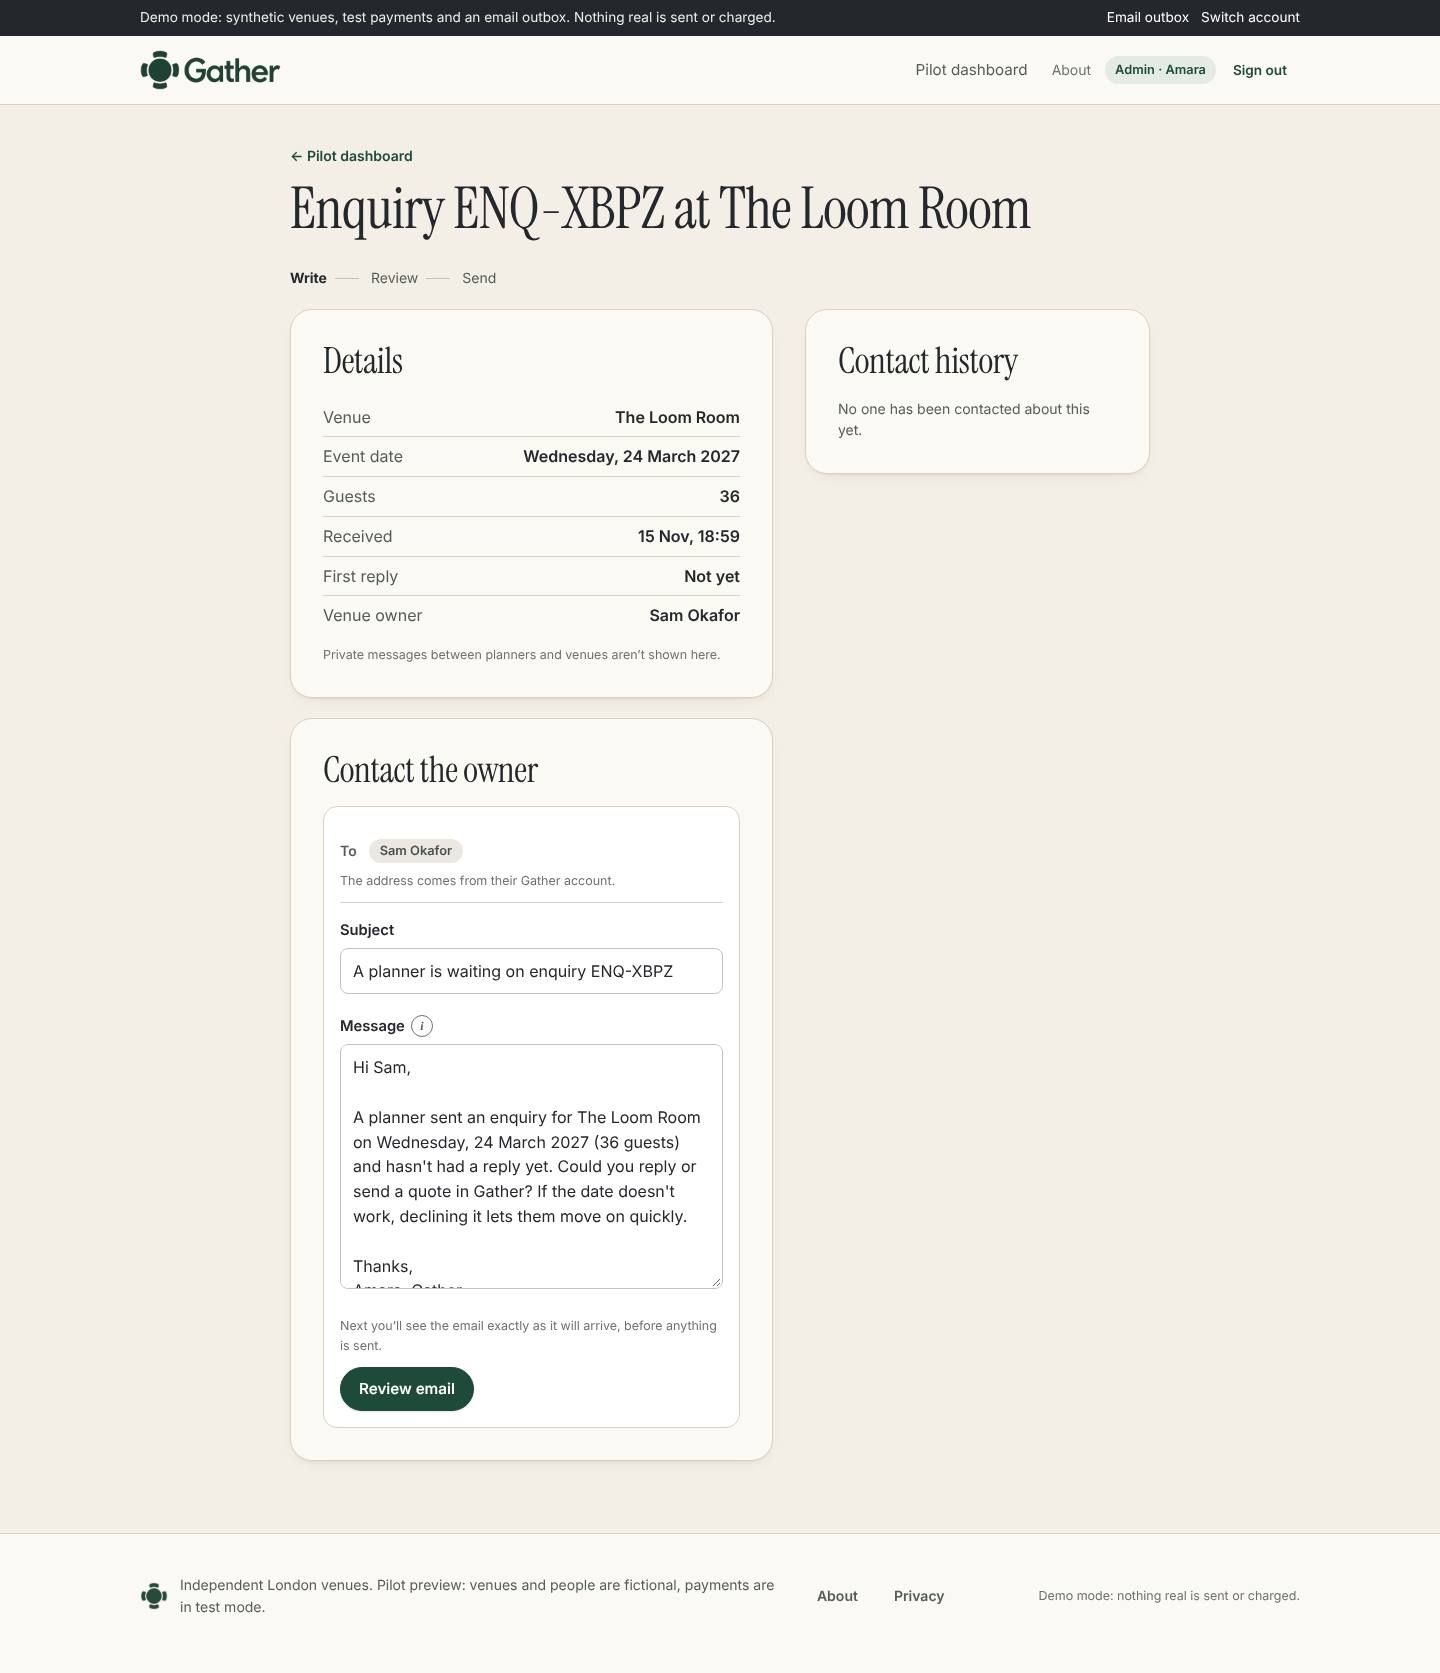 Demo mode: synthetic venues, test payments and an email outbox. Nothing real is sent or charged.
Email outbox Switch account
Gather
Pilot dashboard About Admin · Amara Sign out
← Pilot dashboard
Enquiry ENQ-XBPZ at The Loom Room
Write Review Send
Details
Venue The Loom Room
Event date Wednesday, 24 March 2027
Guests 36
Received 15 Nov, 18:59
First reply Not yet
Venue owner Sam Okafor
Private messages between planners and venues aren’t shown here.
Contact history
No one has been contacted about this
yet.
Contact the owner
To Sam Okafor
The address comes from their Gather account.
Subject
A planner is waiting on enquiry ENQ-XBPZ
Message i
Hi Sam,
A planner sent an enquiry for The Loom Room
on Wednesday, 24 March 2027 (36 guests)
and hasn't had a reply yet. Could you reply or
send a quote in Gather? If the date doesn't
work, declining it lets them move on quickly.
Thanks,
Next you’ll see the email exactly as it will arrive, before anything
is sent.
Review email
Independent London venues. Pilot preview: venues and people are fictional, payments are
in test mode.
About Privacy
Demo mode: nothing real is sent or charged.